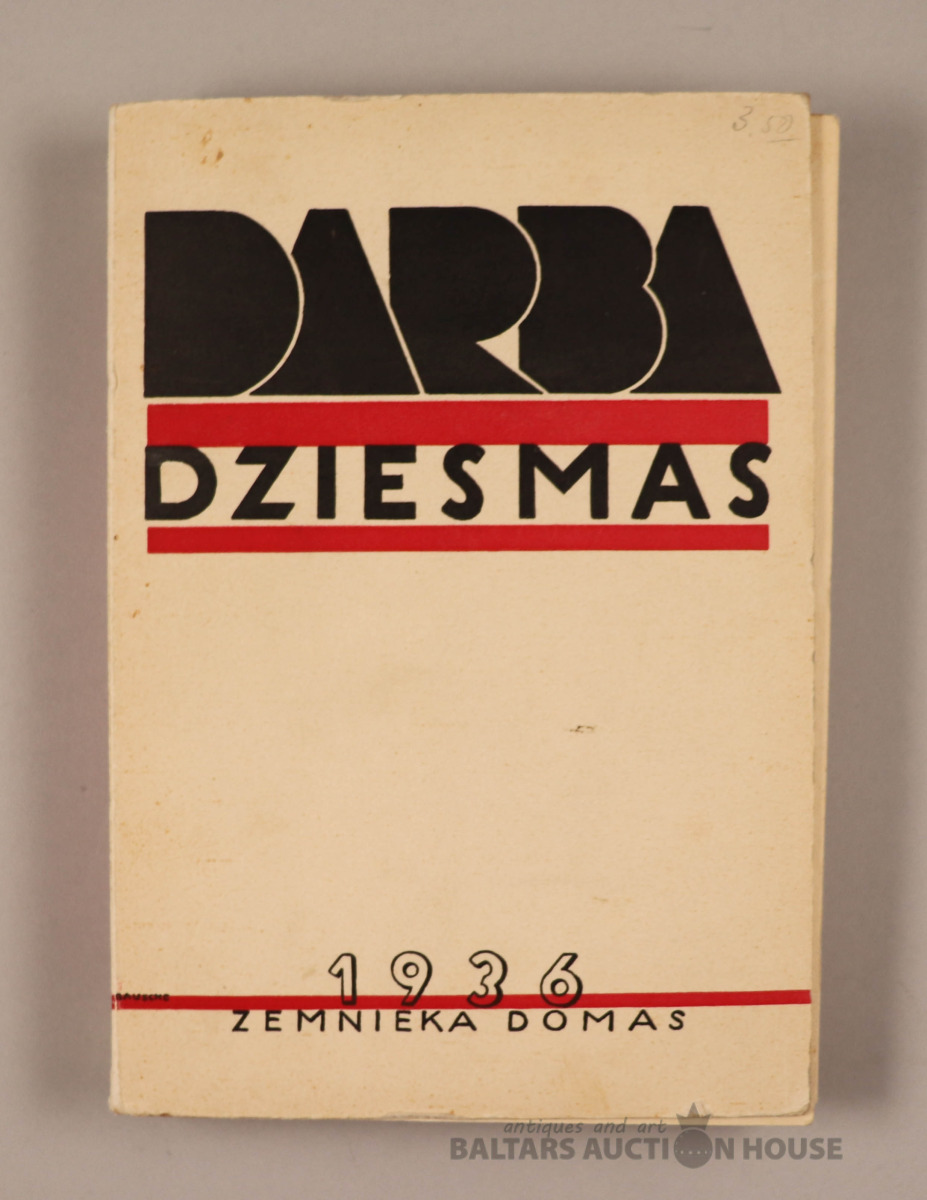 3.50
DARBA
DZIESMAS
1936
ZEMNIEKA DOMAS
antiques and art
BALTARS AUCTION HOUSE